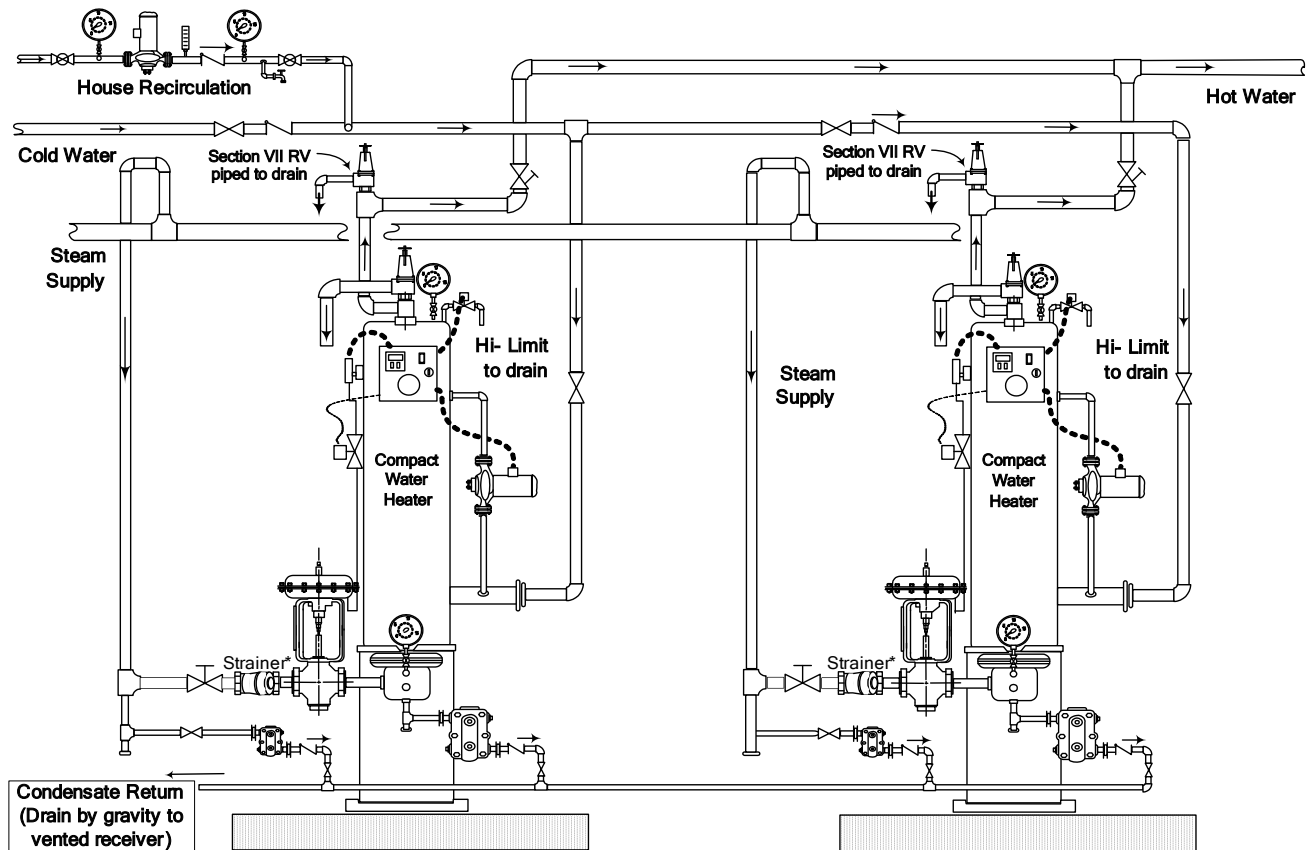 House Recirculation
Hot Water
Cold Water
Section VII RV
piped to drain
Section VII RV
piped to drain
Steam
Supply
Hi- Limit
to drain
Steam
Supply
Hi- Limit
to drain
Compact
Water
Heater
Compact
Water
Heater
Strainer*
Strainer*
Condensate Return
(Drain by gravity to
vented receiver)